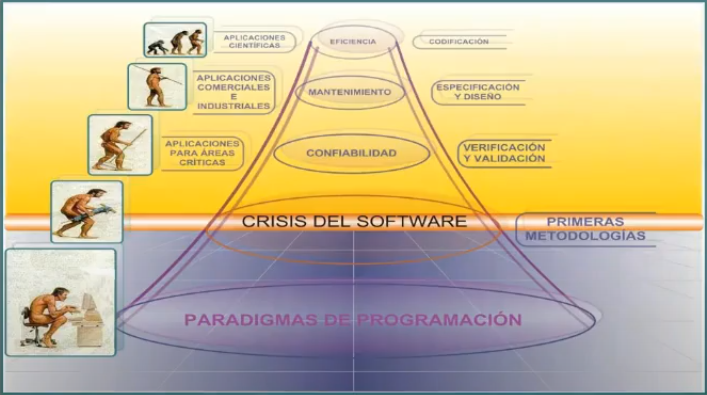 APLICACIONES
CIENTÍFICAS
EFICIENCIA
CODIFICACIÓN
APLICACIONES
COMERCIALES
E
INDUSTRIALES
MANTENIMIENTO
ESPECIFICACIÓN
Y DISEÑO
APLICACIONES
PARA ÁREAS
CRÍTICAS
CONFIABILIDAD
VERIFICACIÓN
Y VALIDACIÓN
CRISIS DEL SOFTWARE
PRIMERAS
METODOLOGÍAS
PARADIGMAS DE PROGRAMACIÓN